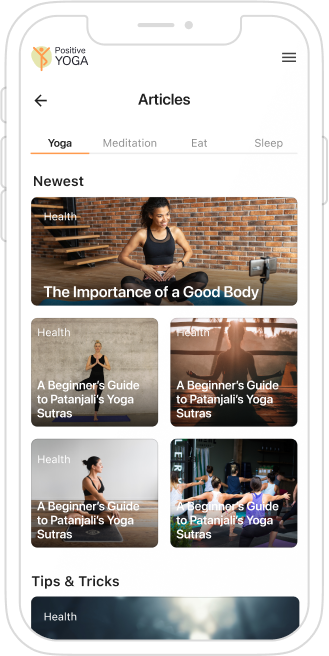 Positive
YOGA
Articles
Yoga Meditation Eat Sleep
Newest
Health
The Importance of a Good Body
Health
A Beginner's Guide
to Patanjali's Yoga
Sutras
Health
A Beginner's Guide
to Patanjali's Yoga
Sutras
Health
A Beginner's Guide
to Patanjali's Yoga
Sutras
LERY
A Beginner's Guide
to Patanjali's Yoga
Sutras
Tips & Tricks
Health